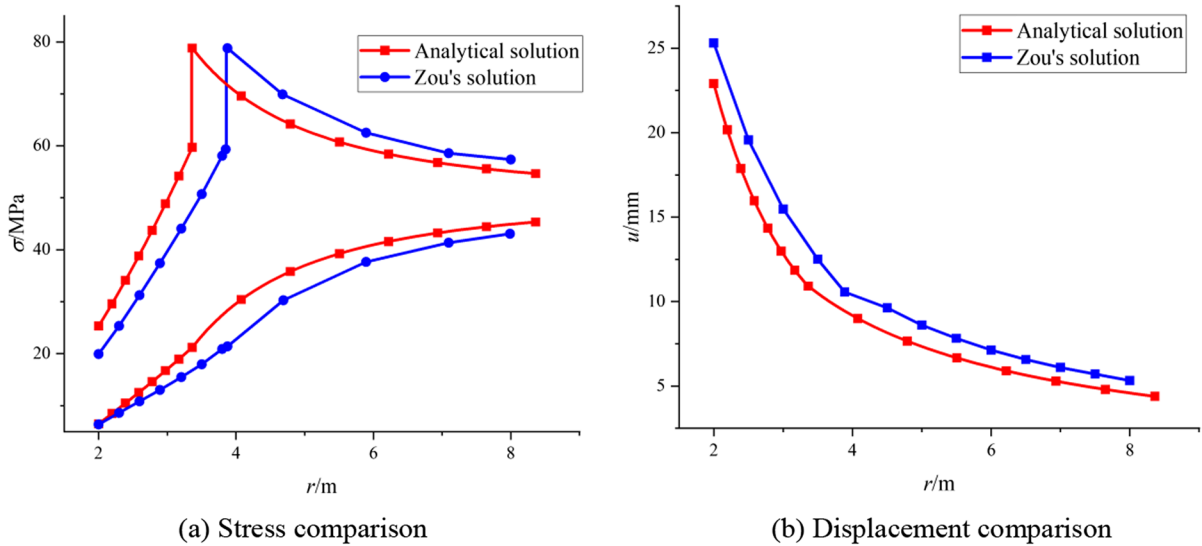 80
60
40
20
σ/MPa
Analytical solution
Zou's solution
2
4
6
8
r/m
(a) Stress comparison
25
20
15
10
5
u/mm
Analytical solution
Zou's solution
2
4
6
8
r/m
(b) Displacement comparison